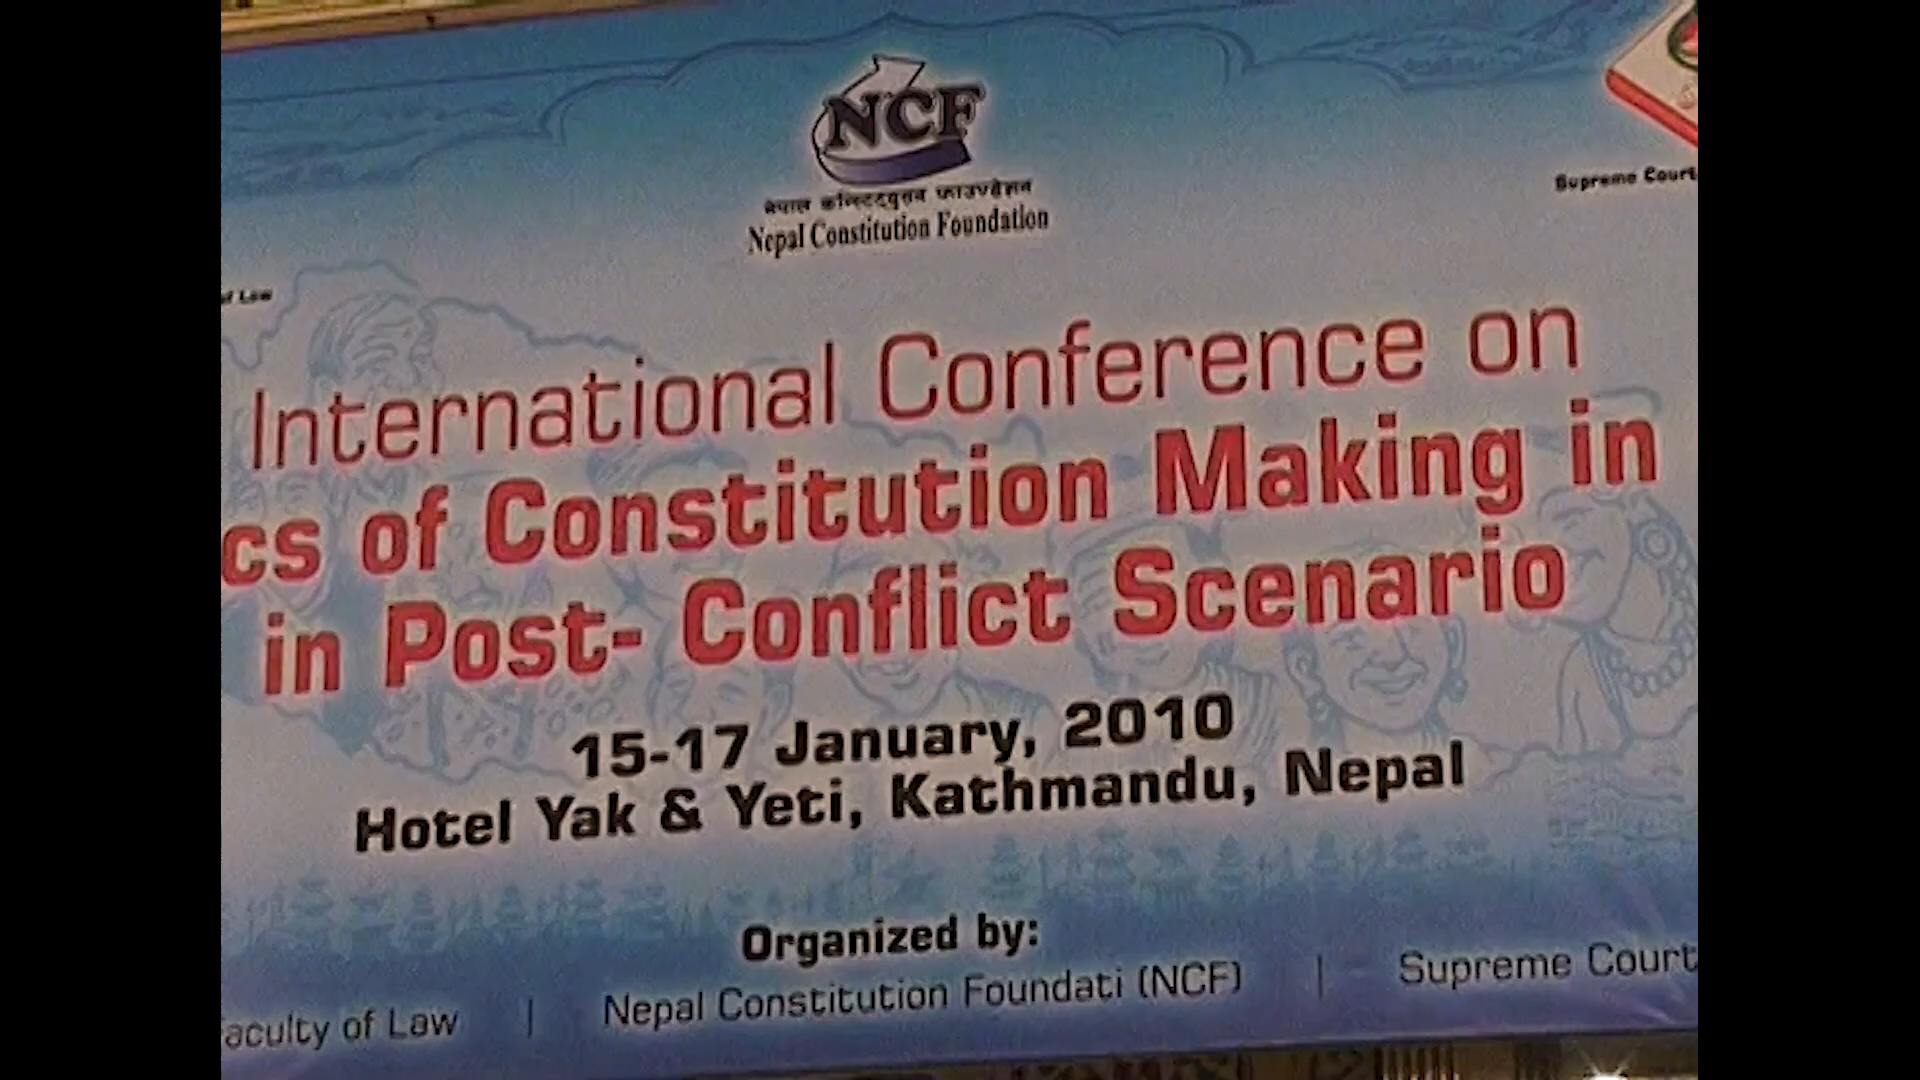 NCF
नेपाल कन्स्टिट्युसन फाउण्डेसन
Nepal Constitution Foundation
Supreme Court
of Law
International Conference on
cs of Constitution Making in
in Post- Conflict Scenario
15-17 January, 2010
Hotel Yak & Yeti, Kathmandu, Nepal
Organized by:
aculty of Law | Nepal Constitution Foundati (NCF) | Supreme Court